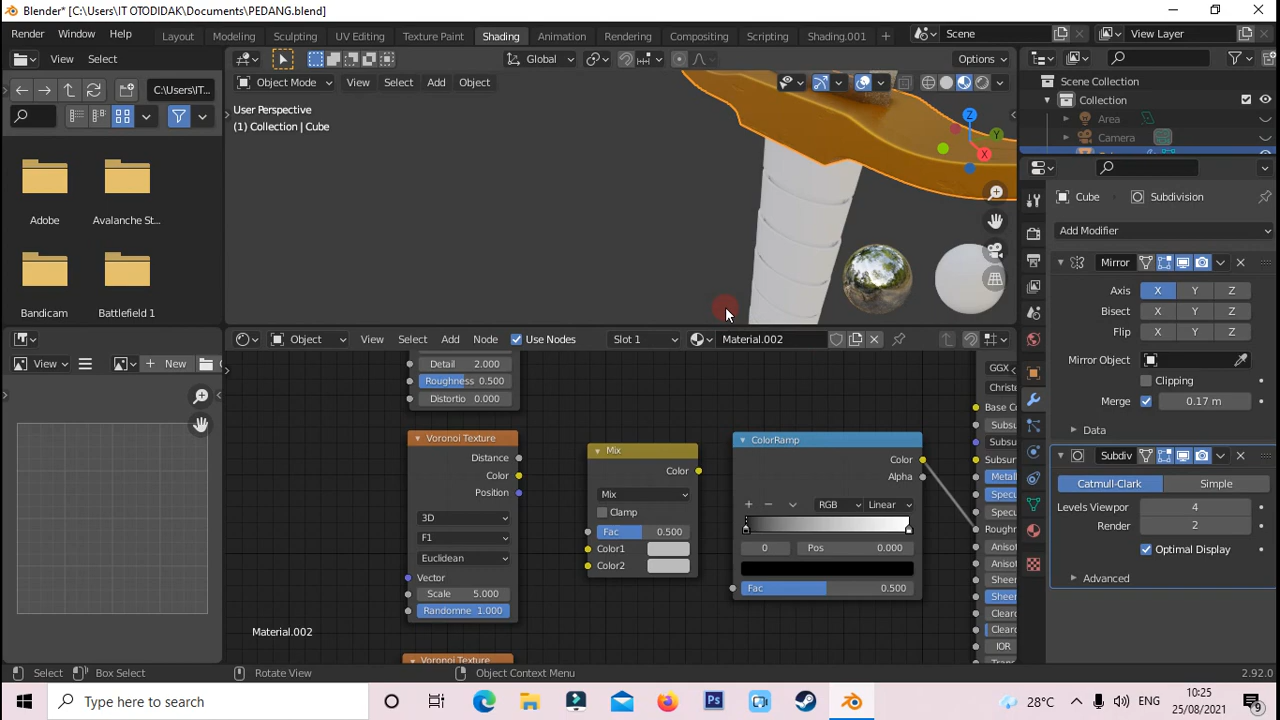 Blender* [C:\Users\IT OTODIDAK\Documents\PEDANG.blend]
Render Window Help Layout Modeling Sculpting UV Editing Texture Paint Shading Animation Rendering Compositing Scripting Shading.001 Scene View Layer
View Select Global Options
C:\Users\IT...
Object Mode View Select Add Object
Scene Collection
Collection
Area
Camera
User Perspective
(1) Collection | Cube
Z
Y
X
Adobe
Avalanche St...
Bandicam
Battlefield 1
Cube Subdivision
Add Modifier
Mirror
Axis X Y Z
Bisect X Y Z
Flip X Y Z
Mirror Object
Clipping
Merge 0.17 m
Data
Subdiv
Catmull-Clark Simple
Levels Viewport 4
Render 2
Optimal Display
Advanced
View New
Object View Select Add Node Use Nodes Slot 1 Material.002
Detail 2.000
Roughness 0.500
Distortio 0.000
Voronoi Texture
Distance
Color
Position
3D
F1
Euclidean
Vector
Scale 5.000
Randomne 1.000
Voronoi Texture
Mix
Color
Mix
Clamp
Fac 0.500
Color1
Color2
ColorRamp
Color
Alpha
RGB Linear
0 Pos 0.000
Fac 0.500
GGX
Christe
Base C
Subsu
Subsu
Subsur
Metall
Specu
Specu
Rough
Anisot
Anisot
Sheer
Sheen
Clearc
Clearc
IOR
Material.002
Select Box Select Rotate View Object Context Menu 2.92.0
Type here to search
Ps
28°C ENG 10:25
25/08/2021
9